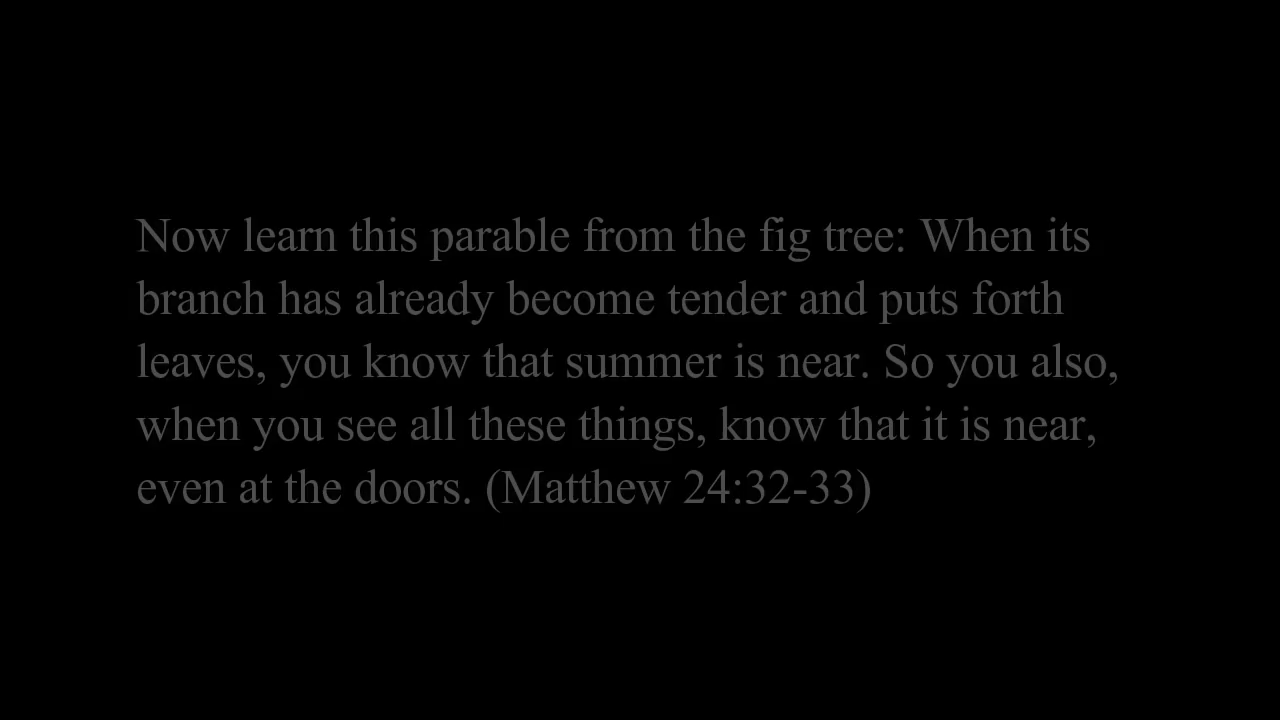 Now learn this parable from the fig tree: When its
branch has already become tender and puts forth
leaves, you know that summer is near. So you also,
when you see all these things, know that it is near,
even at the doors. (Matthew 24:32-33)